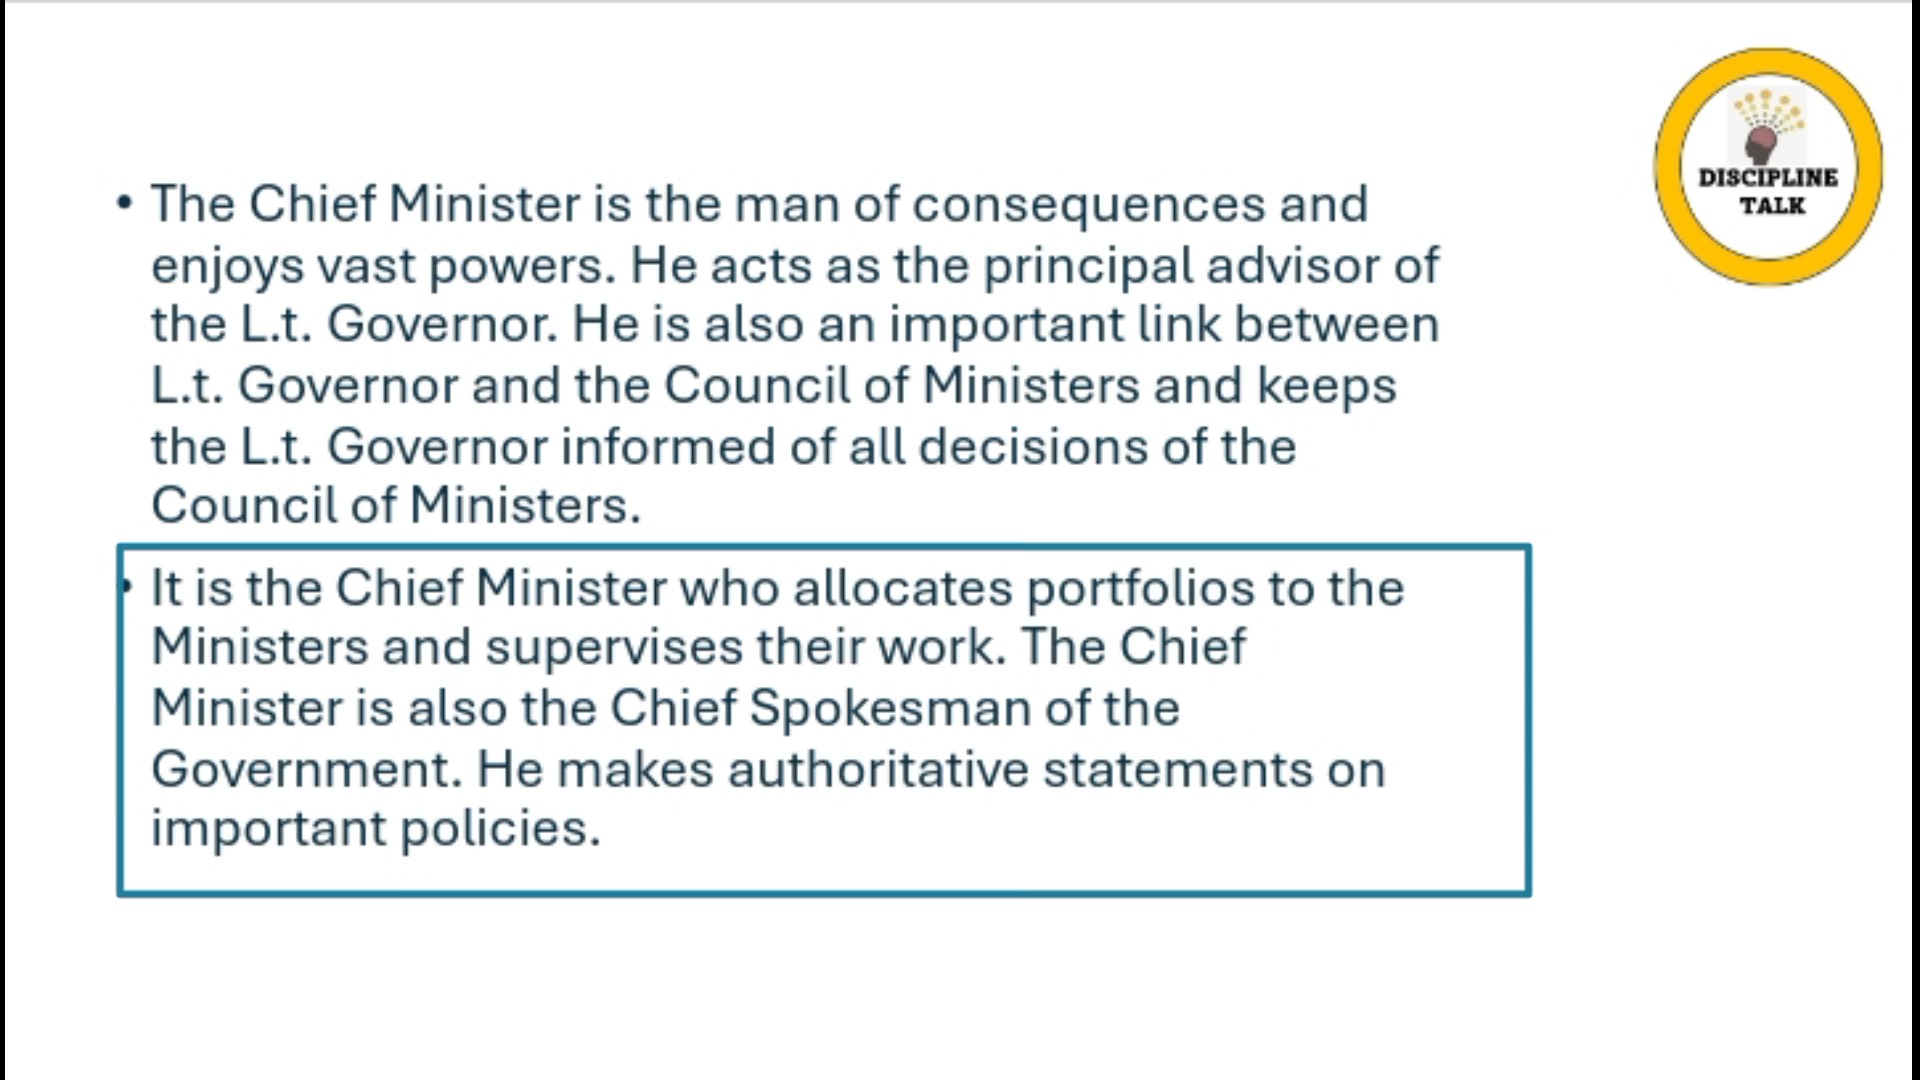 DISCIPLINE
TALK
• The Chief Minister is the man of consequences and
enjoys vast powers. He acts as the principal advisor of
the L.t. Governor. He is also an important link between
L.t. Governor and the Council of Ministers and keeps
the L.t. Governor informed of all decisions of the
Council of Ministers.
• It is the Chief Minister who allocates portfolios to the
Ministers and supervises their work. The Chief
Minister is also the Chief Spokesman of the
Government. He makes authoritative statements on
important policies.